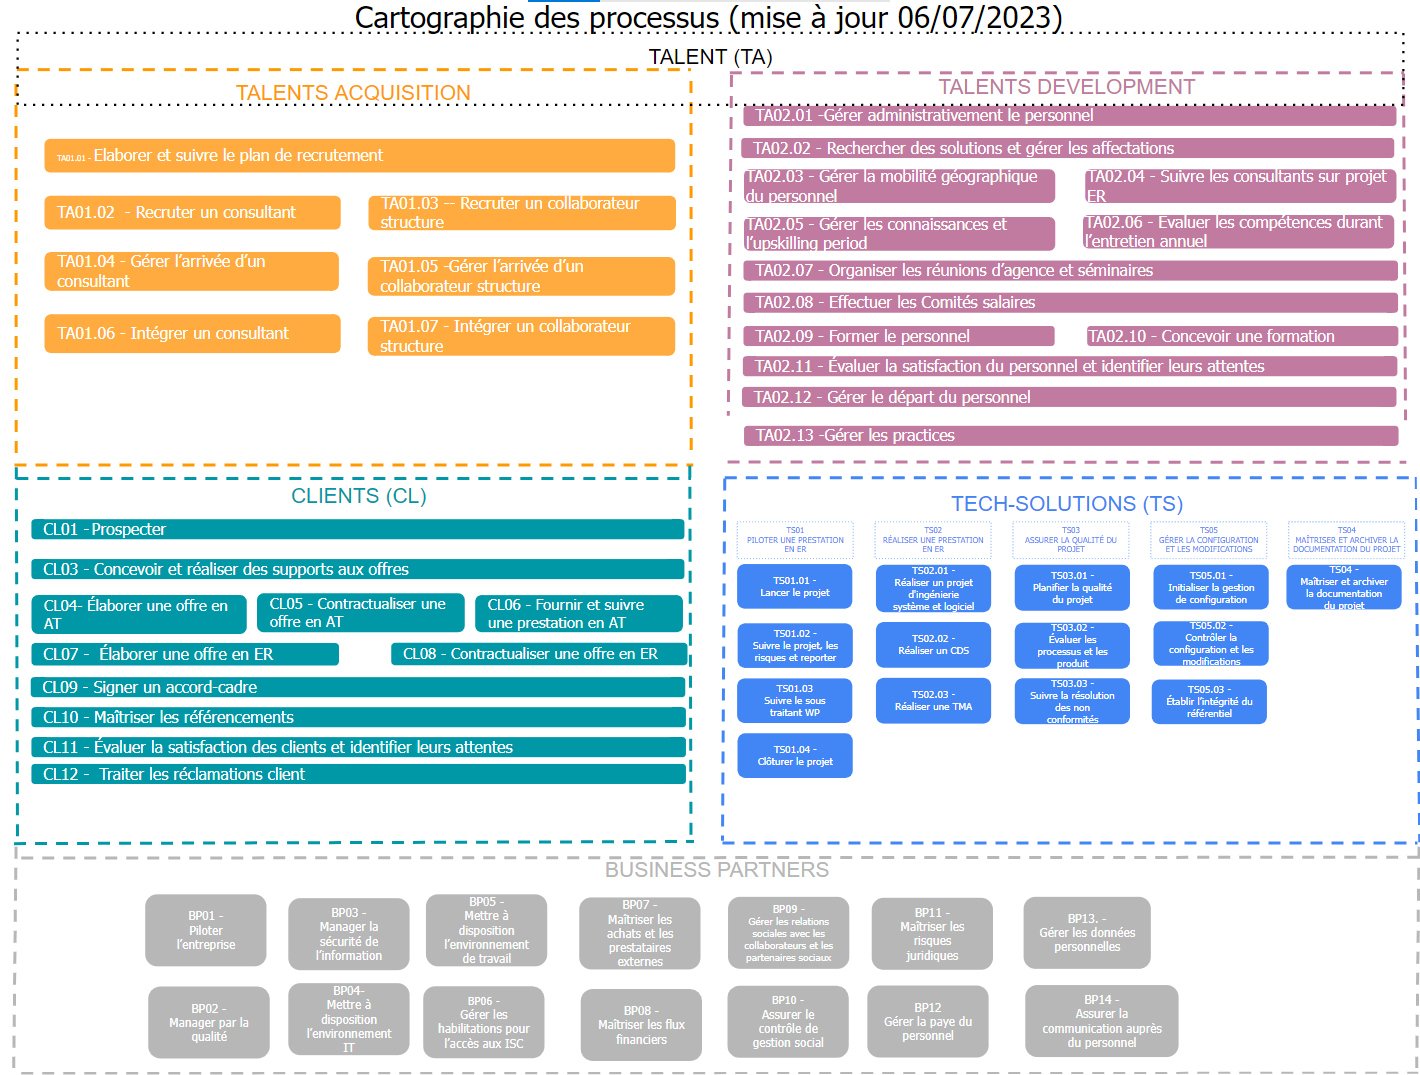 Cartographie des processus (mise à jour 06/07/2023)
TALENT (TA)
TALENTS ACQUISITION
TA01.01 - Elaborer et suivre le plan de recrutement
TA01.02 - Recruter un consultant
TA01.03 -- Recruter un collaborateur
structure
TA01.04 - Gérer l'arrivée d'un
consultant
TA01.05 -Gérer l'arrivée d'un
collaborateur structure
TA01.06 - Intégrer un consultant
TA01.07 - Intégrer un collaborateur
structure
TALENTS DEVELOPMENT
TA02.01 -Gérer administrativement le personnel
TA02.02 - Rechercher des solutions et gérer les affectations
TA02.03 - Gérer la mobilité géographique
du personnel
TA02.04 - Suivre les consultants sur projet
ER
TA02.05 - Gérer les connaissances et
l'upskilling period
TA02.06 - Evaluer les compétences durant
l'entretien annuel
TA02.07 - Organiser les réunions d'agence et séminaires
TA02.08 - Effectuer les Comités salaires
TA02.09 - Former le personnel
TA02.10 - Concevoir une formation
TA02.11 - Évaluer la satisfaction du personnel et identifier leurs attentes
TA02.12 - Gérer le départ du personnel
TA02.13 -Gérer les practices
CLIENTS (CL)
CL01 -Prospecter
CL03 - Concevoir et réaliser des supports aux offres
CL04- Élaborer une offre en
AT
CL05 - Contractualiser une
offre en AT
CL06 - Fournir et suivre
une prestation en AT
CL07 - Élaborer une offre en ER
CL08 - Contractualiser une offre en ER
CL09 - Signer un accord-cadre
CL10 - Maîtriser les référencements
CL11 - Évaluer la satisfaction des clients et identifier leurs attentes
CL12 - Traiter les réclamations client
TECH-SOLUTIONS (TS)
TS01
PILOTER UNE PRESTATION
EN ER
TS02
RÉALISER UNE PRESTATION
EN ER
TS03
ASSURER LA QUALITÉ DU
PROJET
TS05
GÉRER LA CONFIGURATION
ET LES MODIFICATIONS
TS04
MAÎTRISER ET ARCHIVER LA
DOCUMENTATION DU PROJET
TS01.01 -
Lancer le projet
TS02.01 -
Réaliser un projet
d'ingénierie
système et logiciel
TS03.01 -
Planifier la qualité
du projet
TS05.01 -
Initialiser la gestion
de configuration
TS04 -
Maîtriser et archiver
la documentation
du projet
TS01.02 -
Suivre le projet, les
risques et reporter
TS02.02 -
Réaliser un CDS
TS03.02 -
Évaluer les
processus et les
produit
TS05.02 -
Contrôler la
configuration et les
modifications
TS01.03
Suivre le sous
traitant WP
TS02.03 -
Réaliser une TMA
TS03.03 -
Suivre la résolution
des non
conformités
TS05.03 -
Établir l'intégrité du
référentiel
TS01.04 -
Clôturer le projet
BUSINESS PARTNERS
BP01 -
Piloter
l'entreprise
BP03 -
Manager la
sécurité de
l'information
BP05 -
Mettre à
disposition
l'environnement
de travail
BP07 -
Maîtriser les
achats et les
prestataires
externes
BP09 -
Gérer les relations
sociales avec les
collaborateurs et les
partenaires sociaux
BP11 -
Maîtriser les
risques
juridiques
BP13. -
Gérer les données
personnelles
BP02 -
Manager par la
qualité
BP04-
Mettre à
disposition
l'environnement
IT
BP06 -
Gérer les
habilitations pour
l'accès aux ISC
BP08 -
Maîtriser les flux
financiers
BP10 -
Assurer le
contrôle de
gestion social
BP12
Gérer la paye du
personnel
BP14 -
Assurer la
communication auprès
du personnel